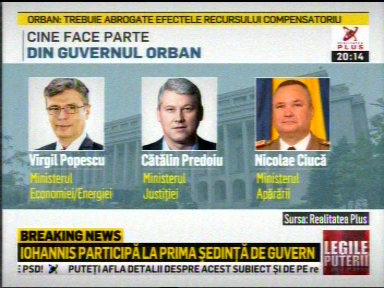 ORBAN: TREBUIE ABROGATE EFECTELE RECURSULUI COMPENSATORIU
CINE FACE PARTE
DIN GUVERNUL ORBAN
PLUS
20:14
Virgil Popescu
Ministerul
Economiei/Energiei
Cătălin Predoiu
Ministerul
Justiției
Nicolae Ciucă
Ministerul
Apărării
Sursa: Realitatea Plus
BREAKING NEWS
IOHANNIS PARTICIPĂ LA PRIMA ȘEDINȚĂ DE GUVERN
LEGILE
PUTERII
E PSD! / PUTEȚI AFLA DETALII DESPRE ACEST SUBIECT ȘI DE PE re